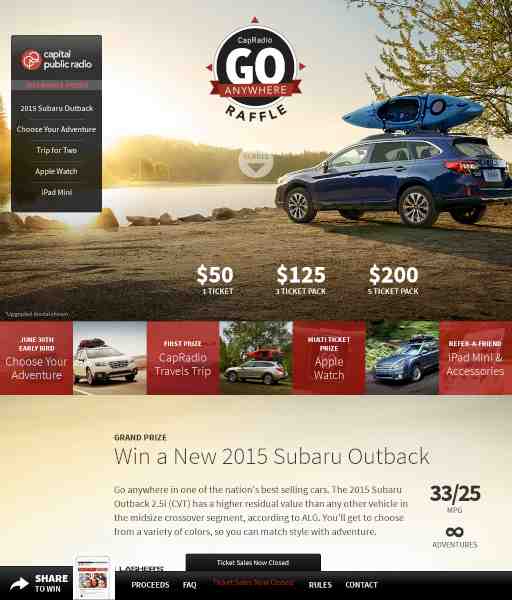 capital
public radio
2015 Subaru Outback
Choose Your Adventure
Trip for Two
Apple Watch
iPad Mini
CapRadio
GO
ANYWHERE
RAFFLE
SCROLL
$50
1 TICKET
$125
3 TICKET PACK
$200
5 TICKET PACK
*Upgraded model shown
JUNE 30TH
EARLY BIRD
Choose Your
Adventure
FIRST PRIZE
CapRadio
Travels Trip
MULTI TICKET
PRIZE
Apple
Watch
REFER-A-FRIEND
iPad Mini &
Accessories
GRAND PRIZE
Win a New 2015 Subaru Outback
Go anywhere in one of the nation's best selling cars. The 2015 Subaru
Outback 2.5i (CVT) has a higher residual value than any other vehicle in
the midsize crossover segment, according to ALG. You'll get to choose
from a variety of colors, so you can match style with adventure.
33/25
MPG
∞
ADVENTURES
Ticket Sales Now Closed
SHARE
TO WIN
PROCEEDS
FAQ
Ticket Sales Now Closed
RULES
CONTACT